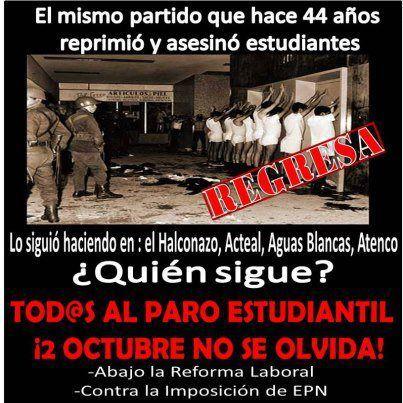 El mismo partido que hace 44 años
reprimió y asesinó estudiantes
ARTICULOS PIEL
REGRESA
Lo siguió haciendo en : el Halconazo, Acteal, Aguas Blancas, Atenco
¿Quién sigue?
TOD@S AL PARO ESTUDIANTIL
¡2 OCTUBRE NO SE OLVIDA!
-Abajo la Reforma Laboral
-Contra la Imposición de EPN